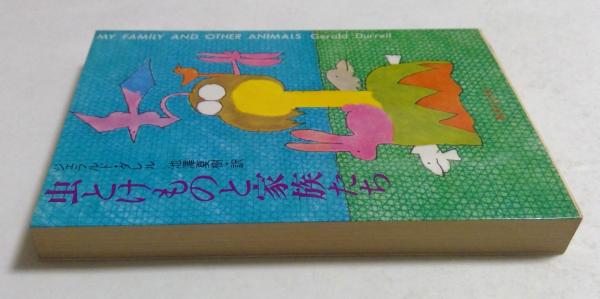 MY FAMILY AND OTHER ANIMALS Gerald Durrell
ジェラルド・ダレル 池澤夏樹・訳
虫とけものと家族たち